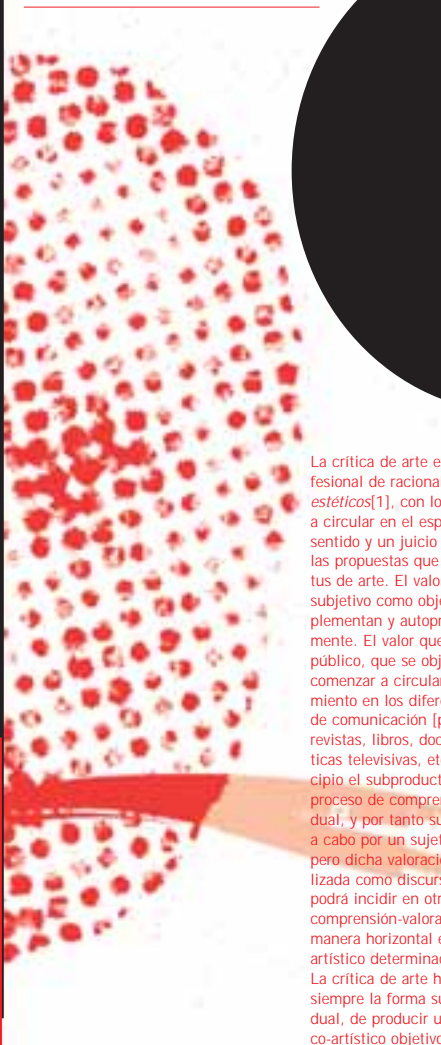 La crítica de arte e
fesional de raciona
estéticos[1], con lo
a circular en el esp
sentido y un juicio
las propuestas que
tus de arte. El valo
subjetivo como obje
plementan y autopr
mente. El valor que
público, que se obj
comenzar a circular
miento en los difere
de comunicación [p
revistas, libros, doc
ticas televisivas, et
cipio el subproduct
proceso de compre
dual, y por tanto su
a cabo por un sujet
pero dicha valoració
lizada como discurs
podrá incidir en otr
comprensión-valora
manera horizontal e
artístico determinad
La crítica de arte h
siempre la forma su
dual, de producir u
co-artístico objetivo